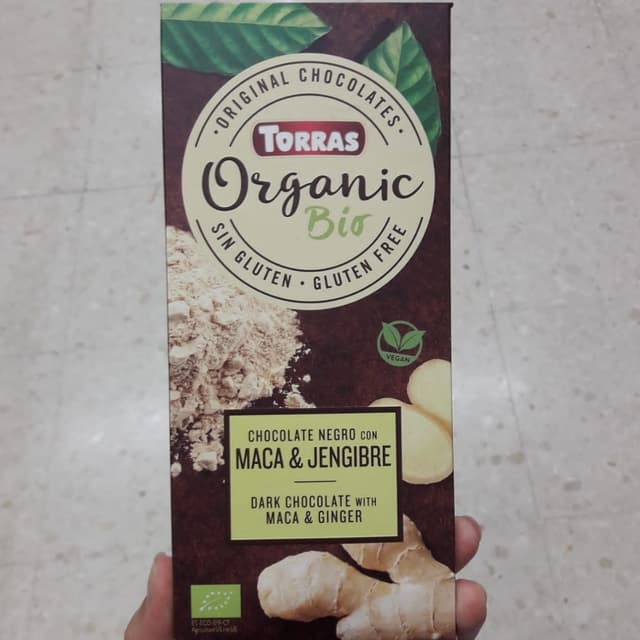 · ORIGINAL CHOCOLATES ·
TORRAS
Organic
Bio
SIN GLUTEN · GLUTEN FREE
VEGAN
CHOCOLATE NEGRO CON
MACA & JENGIBRE
DARK CHOCOLATE WITH
MACA & GINGER